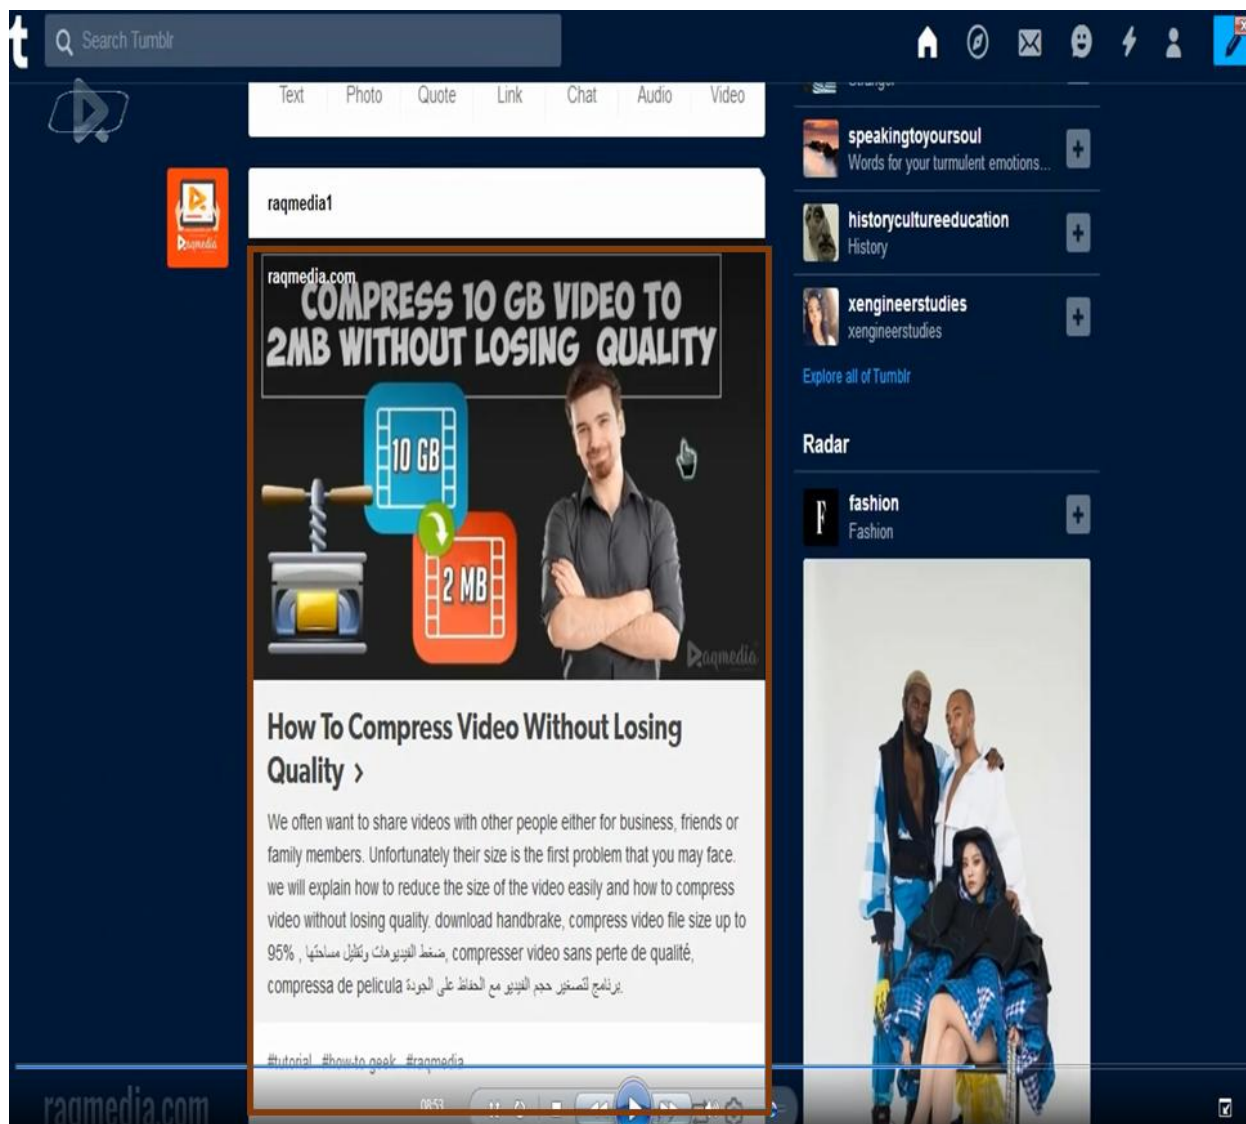 t
Search Tumblr
Text Photo Quote Link Chat Audio Video
raqmedia1
Raqmedia
raqmedia.com
COMPRESS 10 GB VIDEO TO
2MB WITHOUT LOSING QUALITY
10 GB
2 MB
Raqmedia
How To Compress Video Without Losing
Quality >
We often want to share videos with other people either for business, friends or
family members. Unfortunately their size is the first problem that you may face.
we will explain how to reduce the size of the video easily and how to compress
video without losing quality. download handbrake, compress video file size up to
95% , ضغط الفيديوهات وتقليل مساحتها, compresser video sans perte de qualité,
compressa de pelicula برنامج لتصغير حجم الفيديو مع الحفاظ على الجودة.
#tutorial #how-to geek #raqmedia
speakingtoyoursoul
Words for your turmulent emotions...
historycultureeducation
History
xengineerstudies
xengineerstudies
Explore all of Tumblr
Radar
F
fashion
Fashion
raqmedia.com
08:53